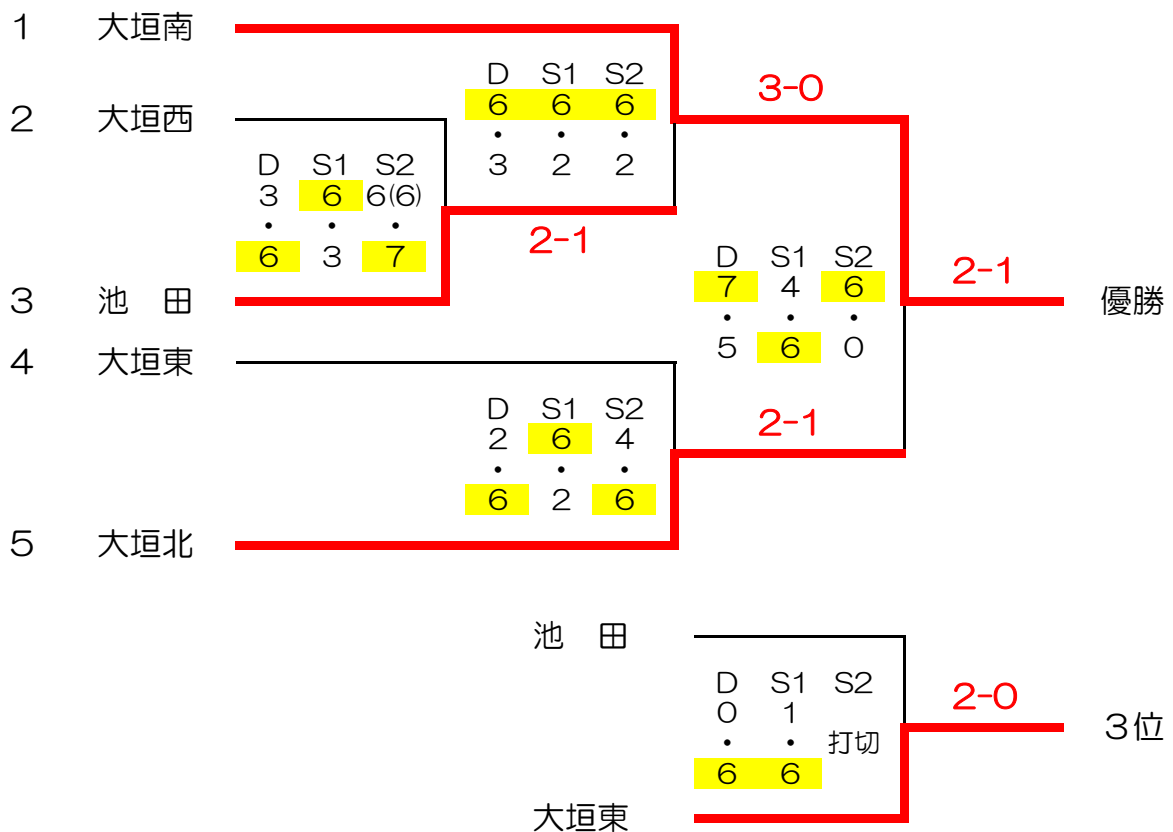 1 大垣南
D S1 S2
6 6 6
・ ・ ・
3 2 2
3-0
2 大垣西
D S1 S2
3 6 6(6)
・ ・ ・
6 3 7
2-1
3 池 田
D S1 S2
7 4 6
・ ・ ・
5 6 0
2-1
優勝
4 大垣東
D S1 S2
2 6 4
・ ・ ・
6 2 6
2-1
5 大垣北
池 田
D S1 S2
0 1
・ ・ 打切
6 6
2-0
3位
大垣東